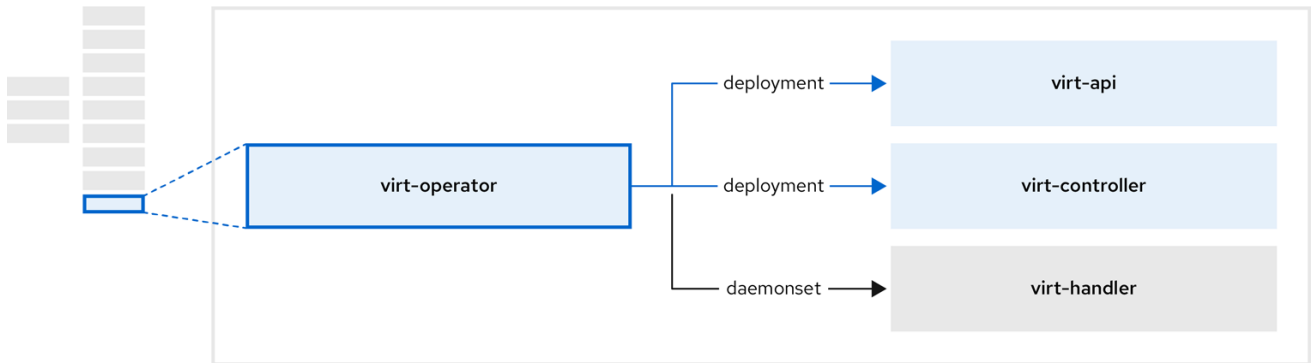 virt-operator
deployment
virt-api
deployment
virt-controller
daemonset
virt-handler